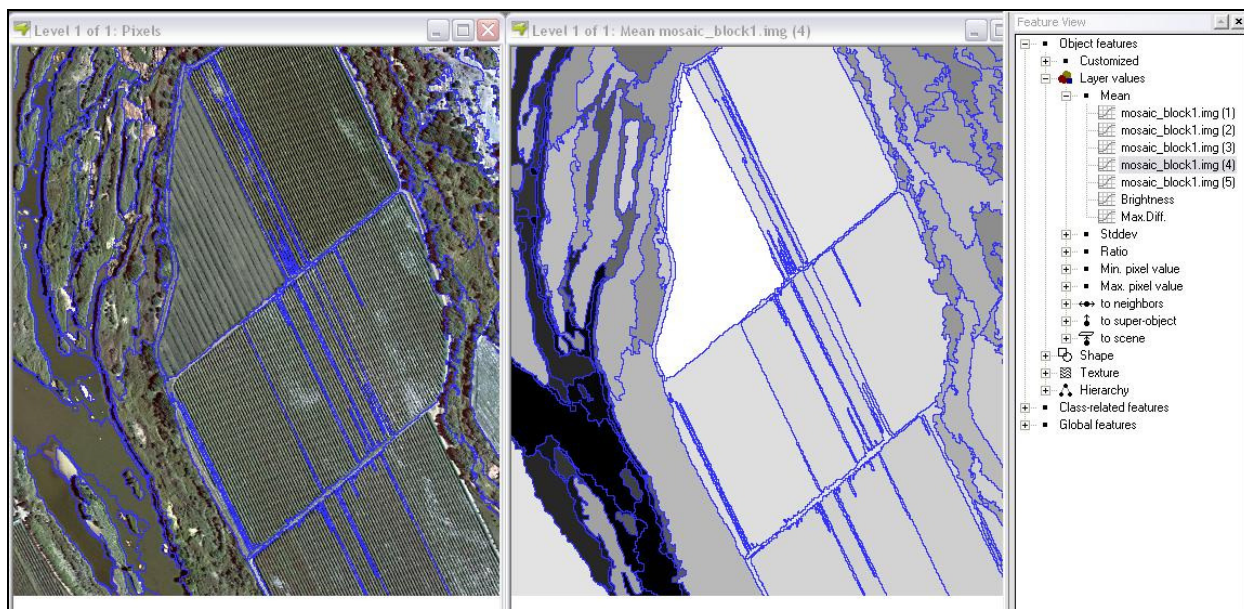 Level 1 of 1: Pixels
Level 1 of 1: Mean mosaic_block1.img (4)
Feature View
Object features
Customized
Layer values
Mean
mosaic_block1.img (1)
mosaic_block1.img (2)
mosaic_block1.img (3)
mosaic_block1.img (4)
mosaic_block1.img (5)
Brightness
Max.Diff.
Stddev
Ratio
Min. pixel value
Max. pixel value
to neighbors
to super-object
to scene
Shape
Texture
Hierarchy
Class-related features
Global features